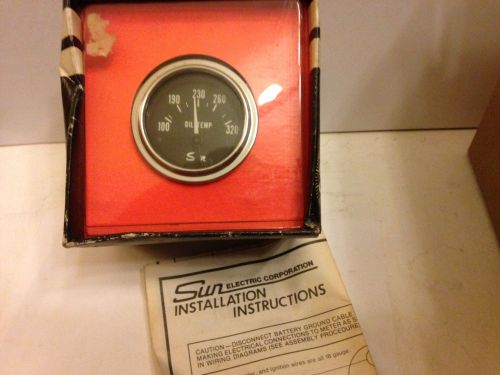 100 190 230 260 320
OIL TEMP
Sun
Sun ELECTRIC CORPORATION
INSTALLATION
INSTRUCTIONS
CAUTION—DISCONNECT BATTERY GROUND CABLE
MAKING ELECTRICAL CONNECTIONS TO METER AS S
IN WIRING DIAGRAMS (SEE ASSEMBLY PROCEDURE
and ignition wires are all 18 gauge